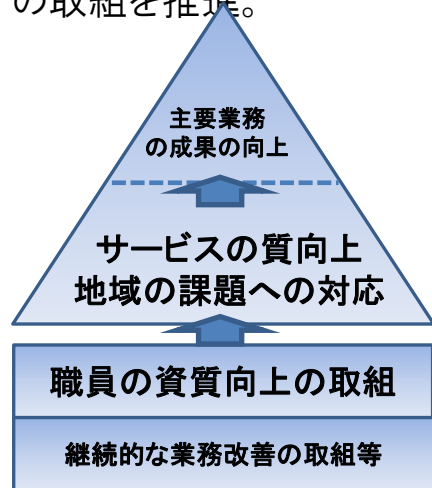 の取組を推進。
主要業務
の成果の向上
サービスの質向上
地域の課題への対応
職員の資質向上の取組
継続的な業務改善の取組等